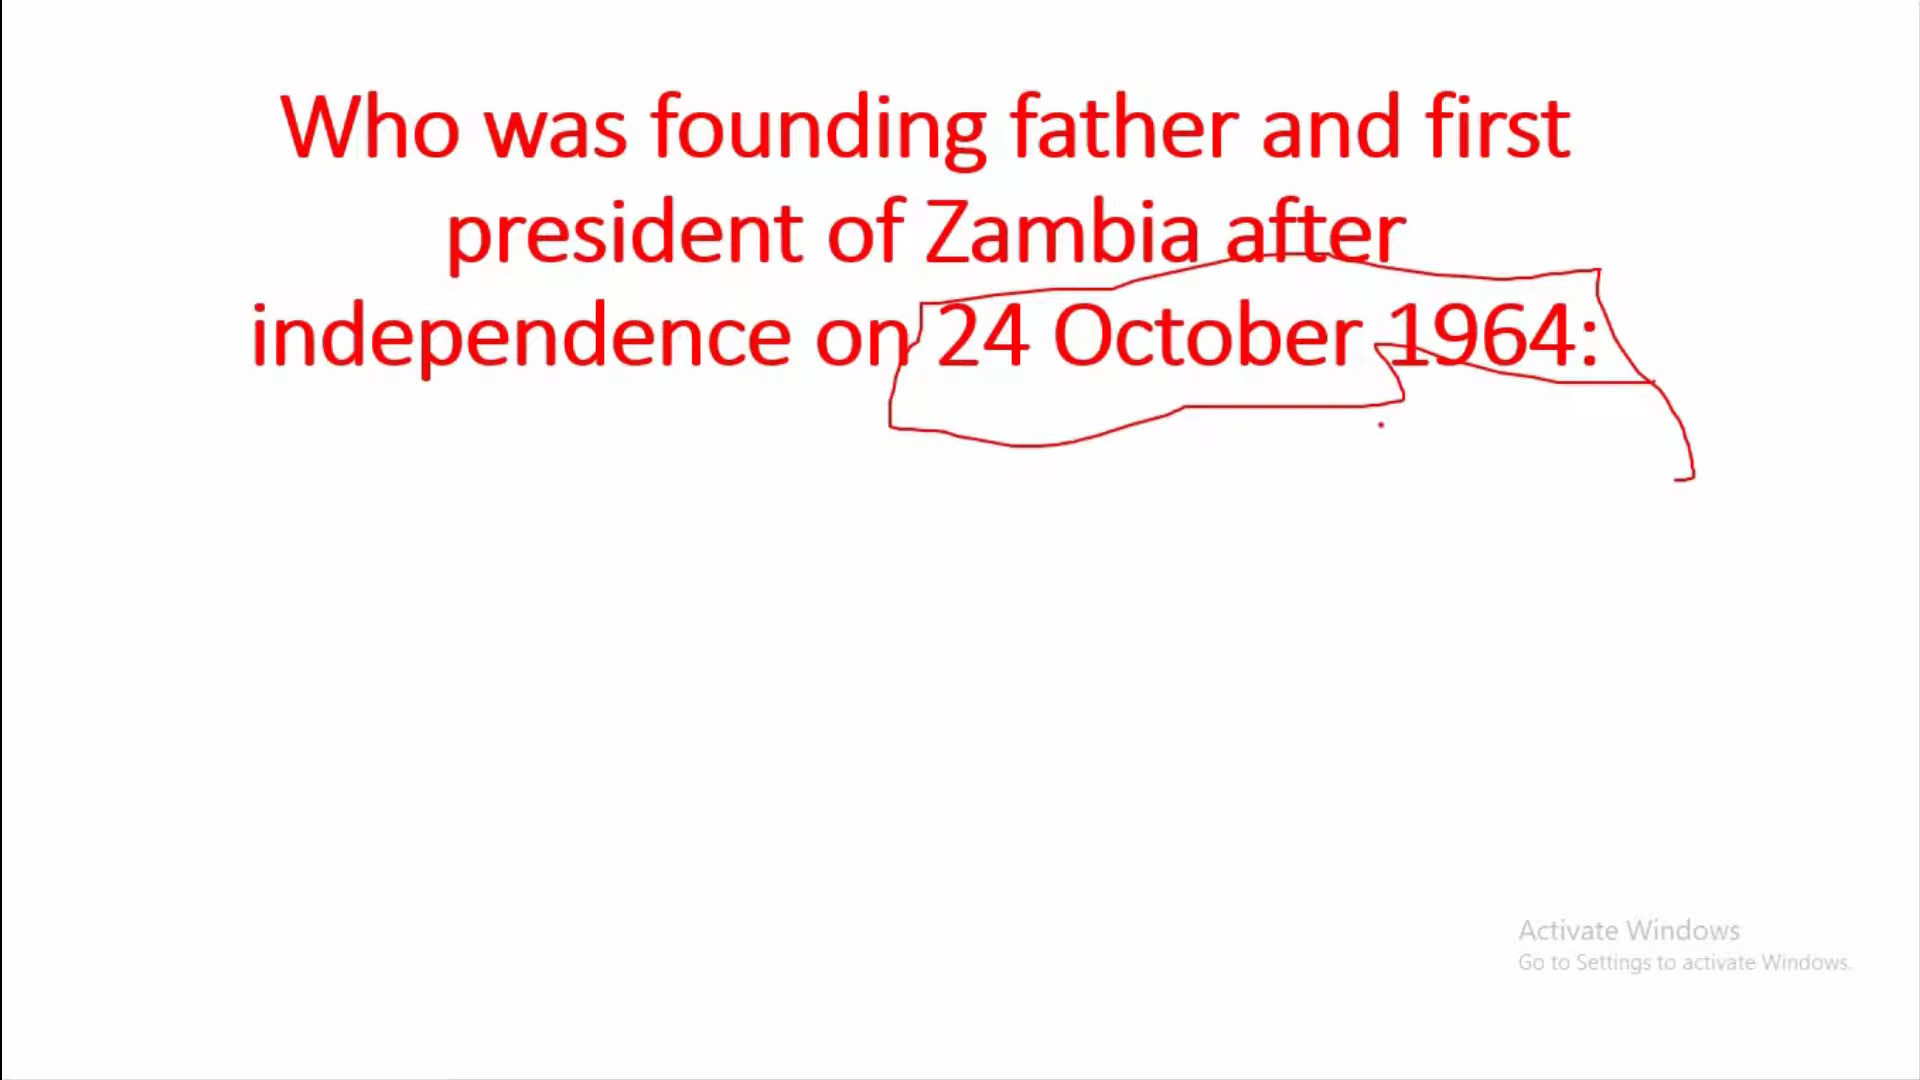 Who was founding father and first
president of Zambia after
independence on 24 October 1964:
Activate Windows
Go to Settings to activate Windows.